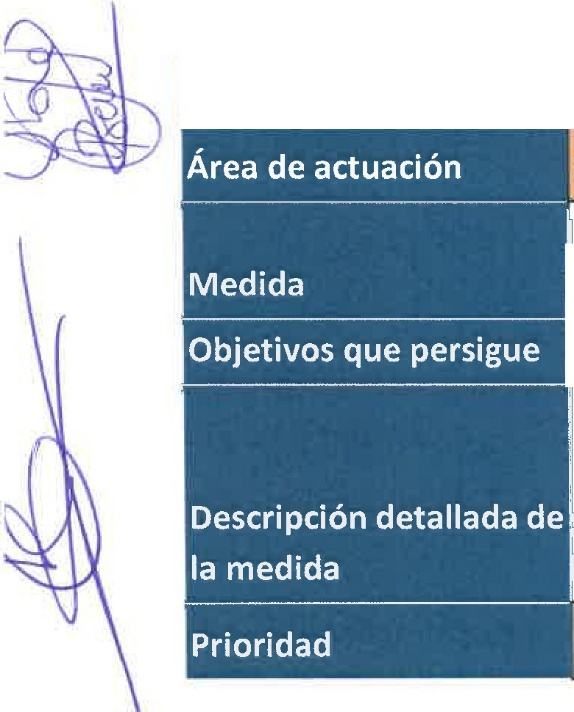 Área de actuación
Medida
Objetivos que persigue
Descripción detallada de
la medida
Prioridad